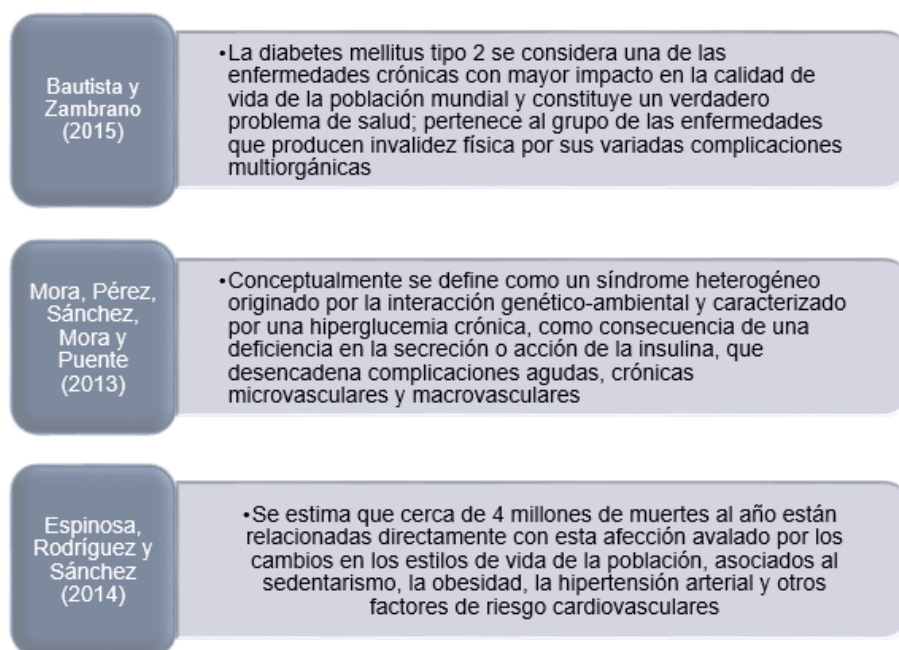 Bautista y
Zambrano
(2015)
•La diabetes mellitus tipo 2 se considera una de las
enfermedades crónicas con mayor impacto en la calidad de
vida de la población mundial y constituye un verdadero
problema de salud; pertenece al grupo de las enfermedades
que producen invalidez física por sus variadas complicaciones
multiorgánicas
Mora, Pérez,
Sánchez,
Mora y
Puente
(2013)
•Conceptualmente se define como un síndrome heterogéneo
originado por la interacción genético-ambiental y caracterizado
por una hiperglucemia crónica, como consecuencia de una
deficiencia en la secreción o acción de la insulina, que
desencadena complicaciones agudas, crónicas
microvasculares y macrovasculares
Espinosa,
Rodríguez y
Sánchez
(2014)
•Se estima que cerca de 4 millones de muertes al año están
relacionadas directamente con esta afección avalado por los
cambios en los estilos de vida de la población, asociados al
sedentarismo, la obesidad, la hipertensión arterial y otros
factores de riesgo cardiovasculares